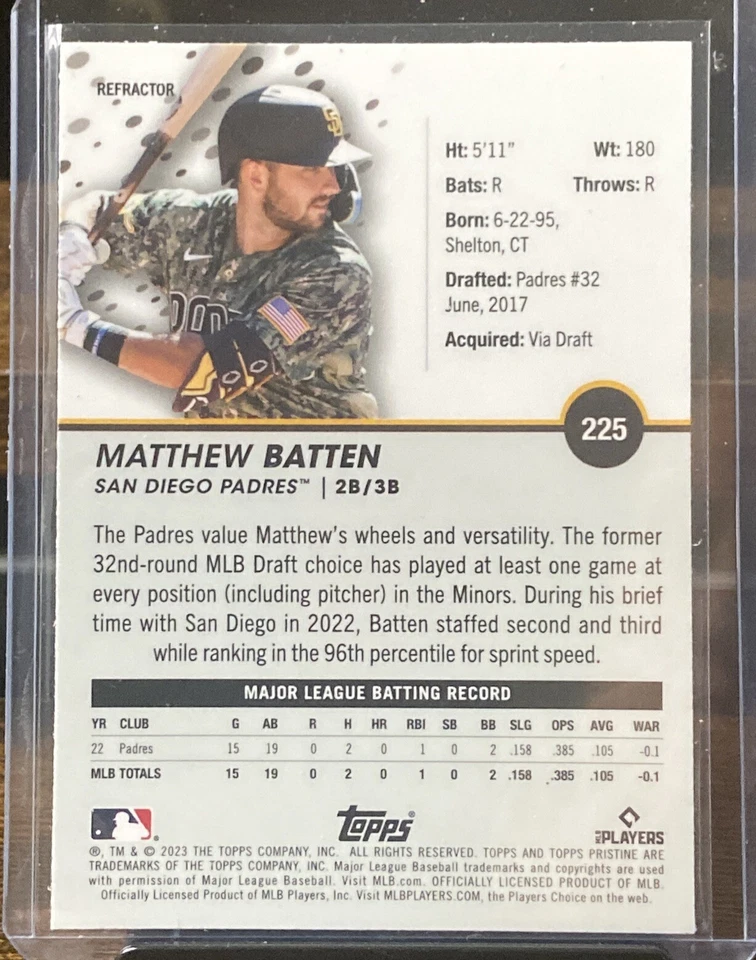 REFRACTOR
Ht: 5'11" Wt: 180
Bats: R Throws: R
Born: 6-22-95,
Shelton, CT
Drafted: Padres #32
June, 2017
Acquired: Via Draft
225
MATTHEW BATTEN
SAN DIEGO PADRES™ | 2B/3B
The Padres value Matthew's wheels and versatility. The former
32nd-round MLB Draft choice has played at least one game at
every position (including pitcher) in the Minors. During his brief
time with San Diego in 2022, Batten staffed second and third
while ranking in the 96th percentile for sprint speed.
MAJOR LEAGUE BATTING RECORD
YR CLUB G AB R H HR RBI SB BB SLG OPS AVG WAR
22 Padres 15 19 0 2 0 1 0 2 .158 .385 .105 -0.1
MLB TOTALS 15 19 0 2 0 1 0 2 .158 .385 .105 -0.1
Topps® MLB PLAYERS
®, TM & © 2023 THE TOPPS COMPANY, INC. ALL RIGHTS RESERVED. TOPPS AND TOPPS PRISTINE ARE
TRADEMARKS OF THE TOPPS COMPANY, INC. Major League Baseball trademarks and copyrights are used
with permission of Major League Baseball. Visit MLB.com. OFFICIALLY LICENSED PRODUCT OF MLB.
Officially Licensed Product of MLB Players, Inc. Visit MLBPLAYERS.COM, the Players Choice on the web.